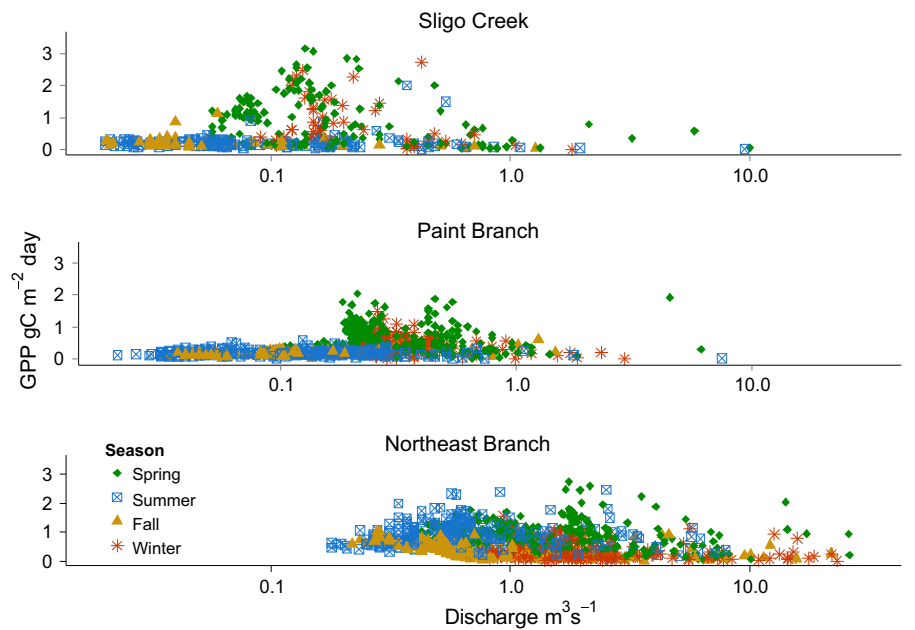 Sligo Creek
3
2
1
0
0.1 1.0 10.0
Paint Branch
GPP gC m⁻² day
3
2
1
0
0.1 1.0 10.0
Northeast Branch
Season
Spring
Summer
Fall
Winter
3
2
1
0
0.1 1.0 10.0
Discharge m³s⁻¹